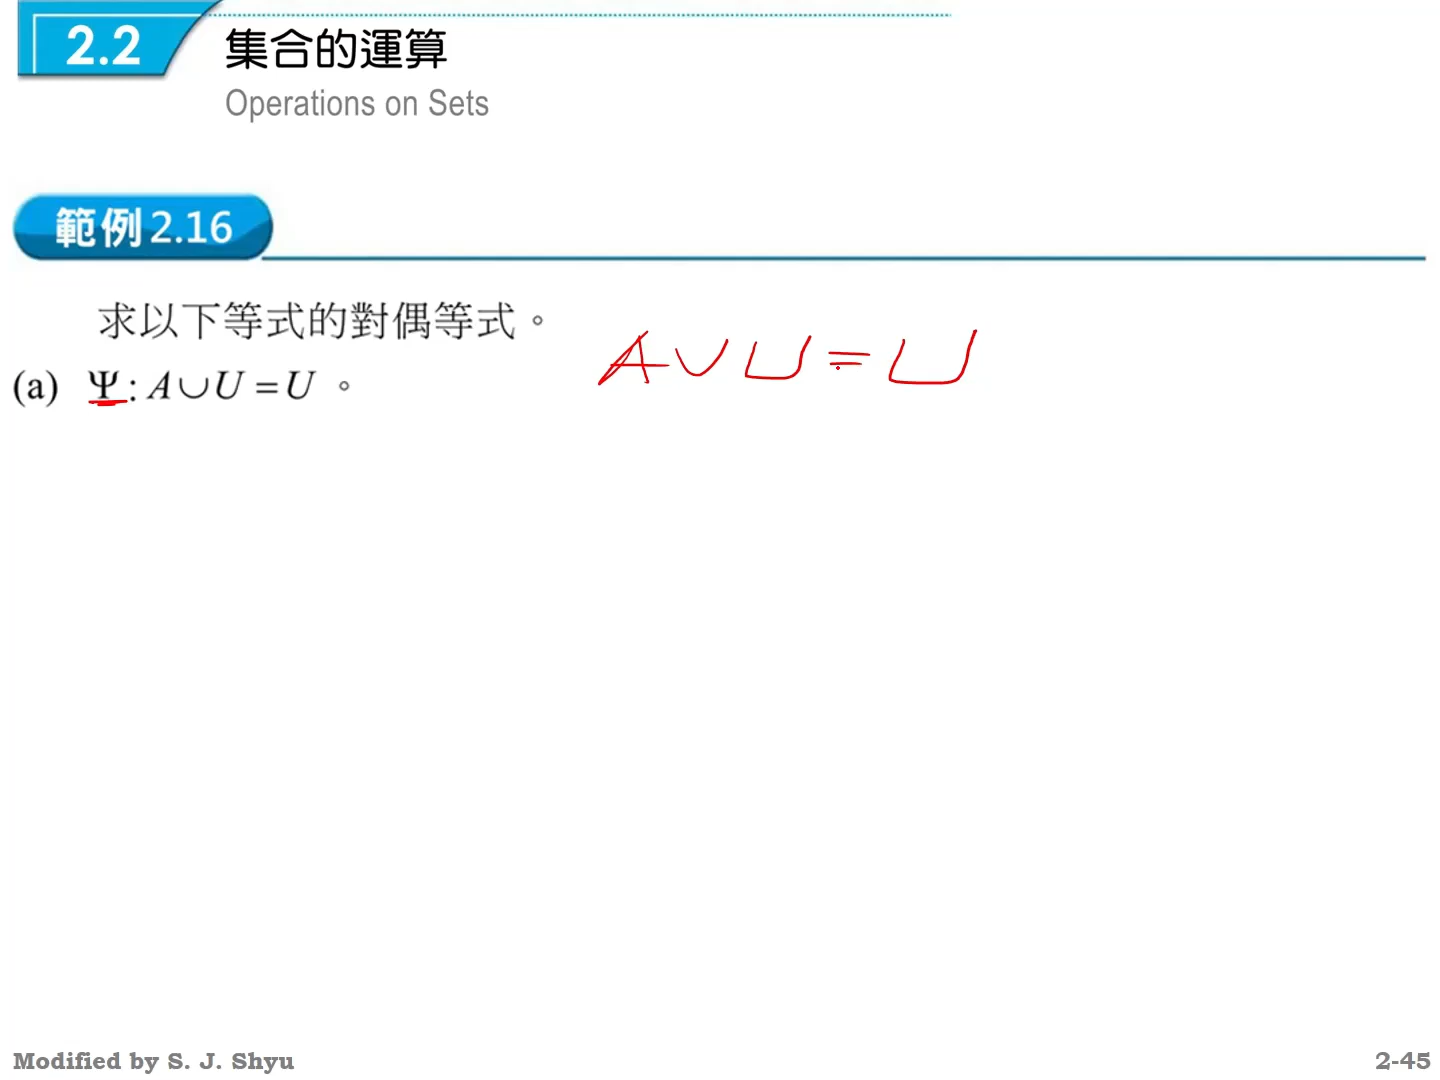 2.2
集合的運算
Operations on Sets
範例2.16
求以下等式的對偶等式。
(a) Ψ: A∪U=U。
A∪U=U
Modified by S. J. Shyu
2-45